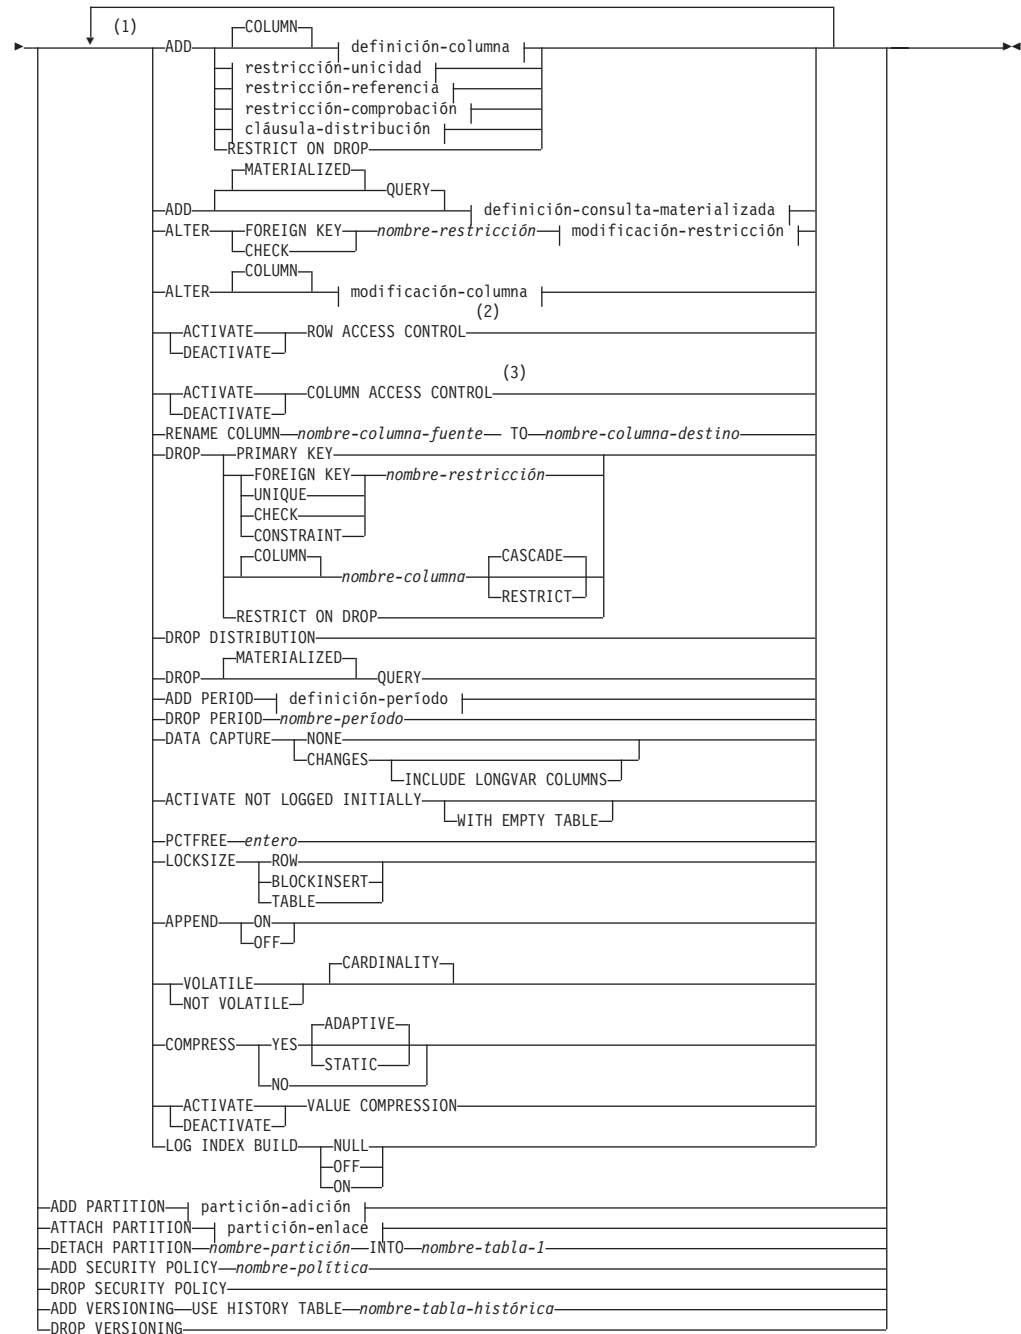 (1)
COLUMN
ADD definición-columna
restricción-unicidad
restricción-referencia
restricción-comprobación
cláusula-distribución
RESTRICT ON DROP
MATERIALIZED
QUERY
ADD definición-consulta-materializada
ALTER FOREIGN KEY nombre-restricción modificación-restricción
CHECK
COLUMN
ALTER modificación-columna
(2)
ACTIVATE ROW ACCESS CONTROL
DEACTIVATE
(3)
ACTIVATE COLUMN ACCESS CONTROL
DEACTIVATE
RENAME COLUMN nombre-columna-fuente TO nombre-columna-destino
DROP PRIMARY KEY
FOREIGN KEY nombre-restricción
UNIQUE
CHECK
CONSTRAINT
COLUMN CASCADE
nombre-columna
RESTRICT
RESTRICT ON DROP
DROP DISTRIBUTION
MATERIALIZED
DROP QUERY
ADD PERIOD definición-período
DROP PERIOD nombre-período
DATA CAPTURE NONE
CHANGES
INCLUDE LONGVAR COLUMNS
ACTIVATE NOT LOGGED INITIALLY
WITH EMPTY TABLE
PCTFREE entero
LOCKSIZE ROW
BLOCKINSERT
TABLE
APPEND ON
OFF
CARDINALITY
VOLATILE
NOT VOLATILE
ADAPTIVE
COMPRESS YES
STATIC
NO
ACTIVATE VALUE COMPRESSION
DEACTIVATE
LOG INDEX BUILD NULL
OFF
ON
ADD PARTITION partición-adición
ATTACH PARTITION partición-enlace
DETACH PARTITION nombre-partición INTO nombre-tabla-1
ADD SECURITY POLICY nombre-política
DROP SECURITY POLICY
ADD VERSIONING USE HISTORY TABLE nombre-tabla-histórica
DROP VERSIONING